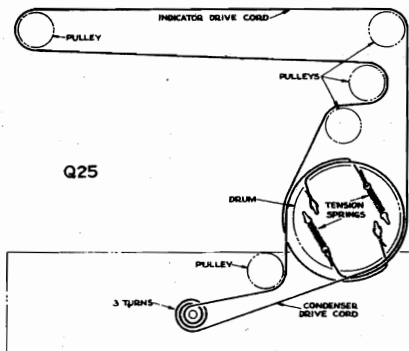 INDICATOR DRIVE CORD
PULLEY
PULLEYS
Q25
DRUM
TENSION
SPRINGS
PULLEY
3 TURNS
CONDENSER
DRIVE CORD